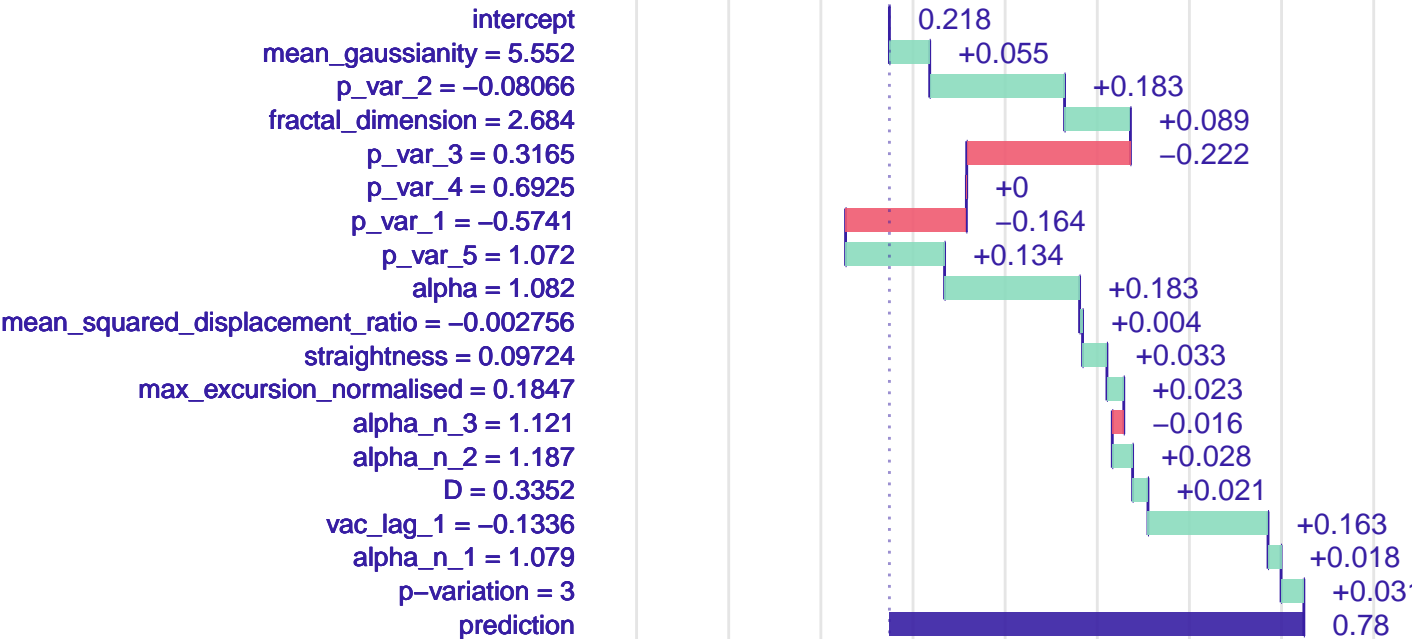 intercept 0.218
mean_gaussianity = 5.552 +0.055
p_var_2 = −0.08066 +0.183
fractal_dimension = 2.684 +0.089
p_var_3 = 0.3165 −0.222
p_var_4 = 0.6925 +0
p_var_1 = −0.5741 −0.164
p_var_5 = 1.072 +0.134
alpha = 1.082 +0.183
mean_squared_displacement_ratio = −0.002756 +0.004
straightness = 0.09724 +0.033
max_excursion_normalised = 0.1847 +0.023
alpha_n_3 = 1.121 −0.016
alpha_n_2 = 1.187 +0.028
D = 0.3352 +0.021
vac_lag_1 = −0.1336 +0.163
alpha_n_1 = 1.079 +0.018
p−variation = 3 +0.031
prediction 0.78